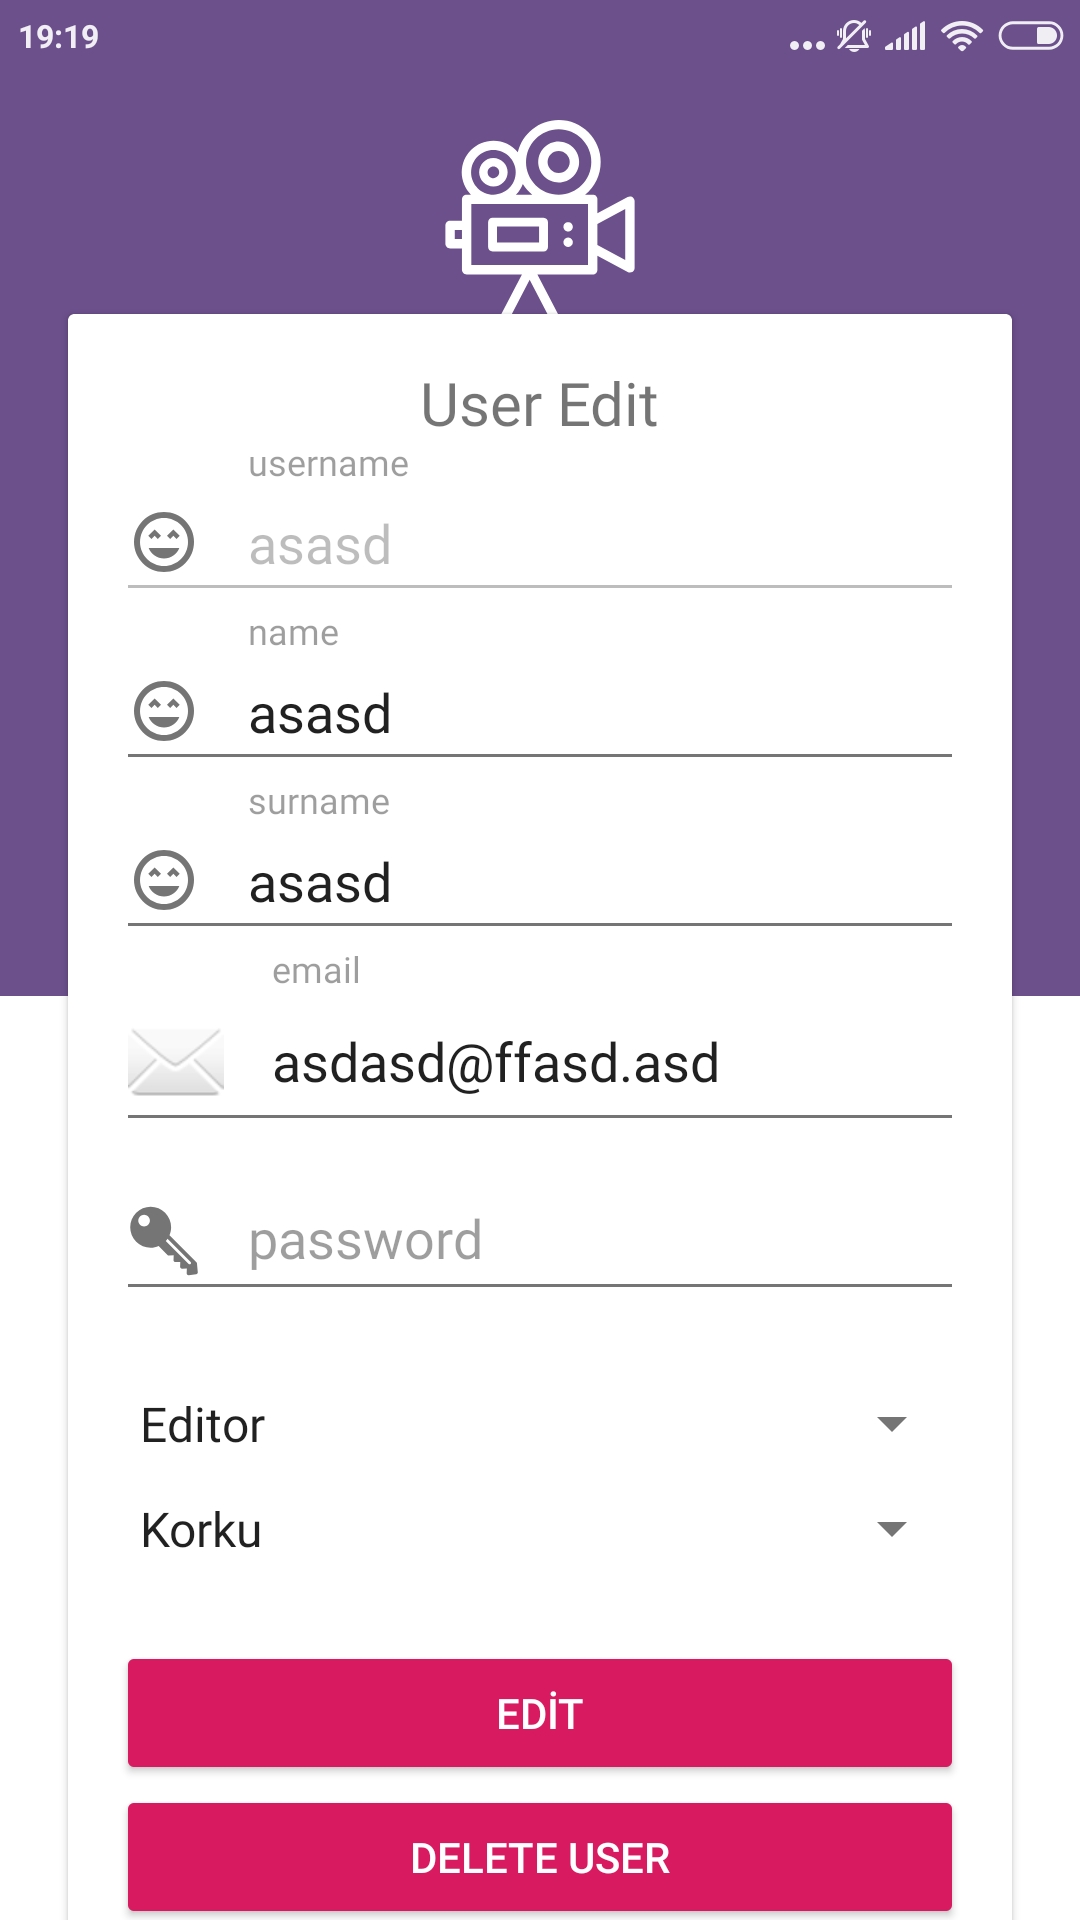 19:19
User Edit
username
asasd
name
asasd
surname
asasd
email
asdasd@ffasd.asd
password
Editor
Korku
EDİT
DELETE USER